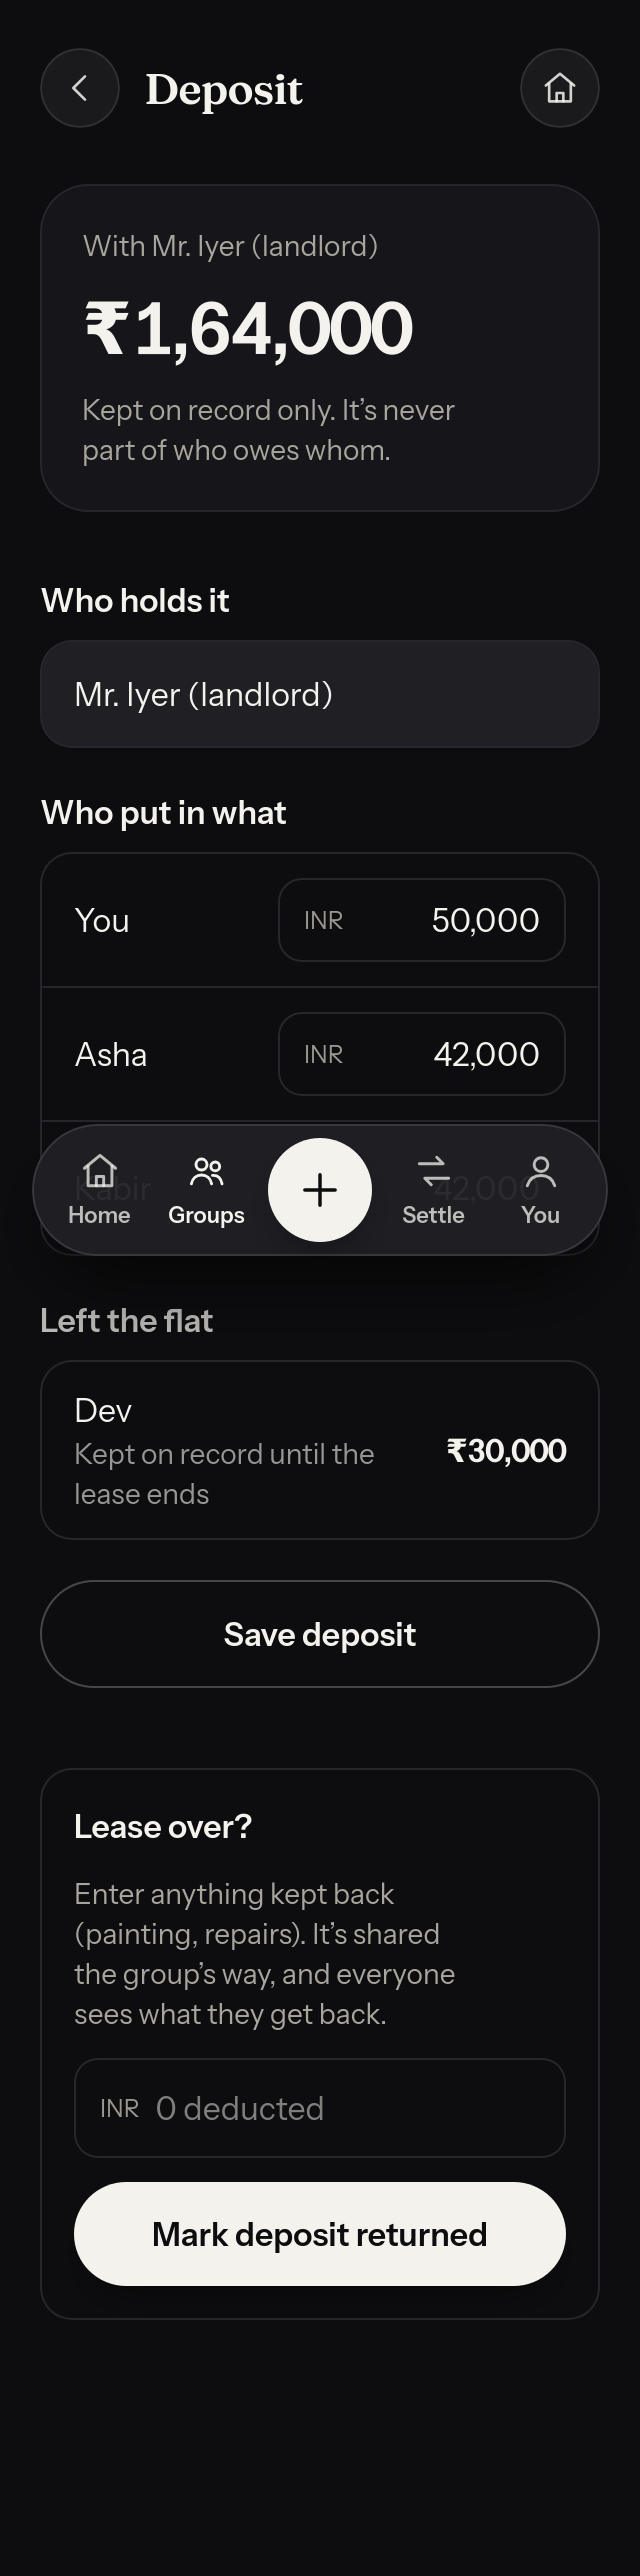 Deposit
With Mr. Iyer (landlord)
₹1,64,000
Kept on record only. It’s never
part of who owes whom.
Who holds it
Mr. Iyer (landlord)
Who put in what
You INR 50,000
Asha INR 42,000
Kabir 42,000
Home Groups Settle You
Left the flat
Dev
Kept on record until the
lease ends
₹30,000
Save deposit
Lease over?
Enter anything kept back
(painting, repairs). It’s shared
the group’s way, and everyone
sees what they get back.
INR 0 deducted
Mark deposit returned